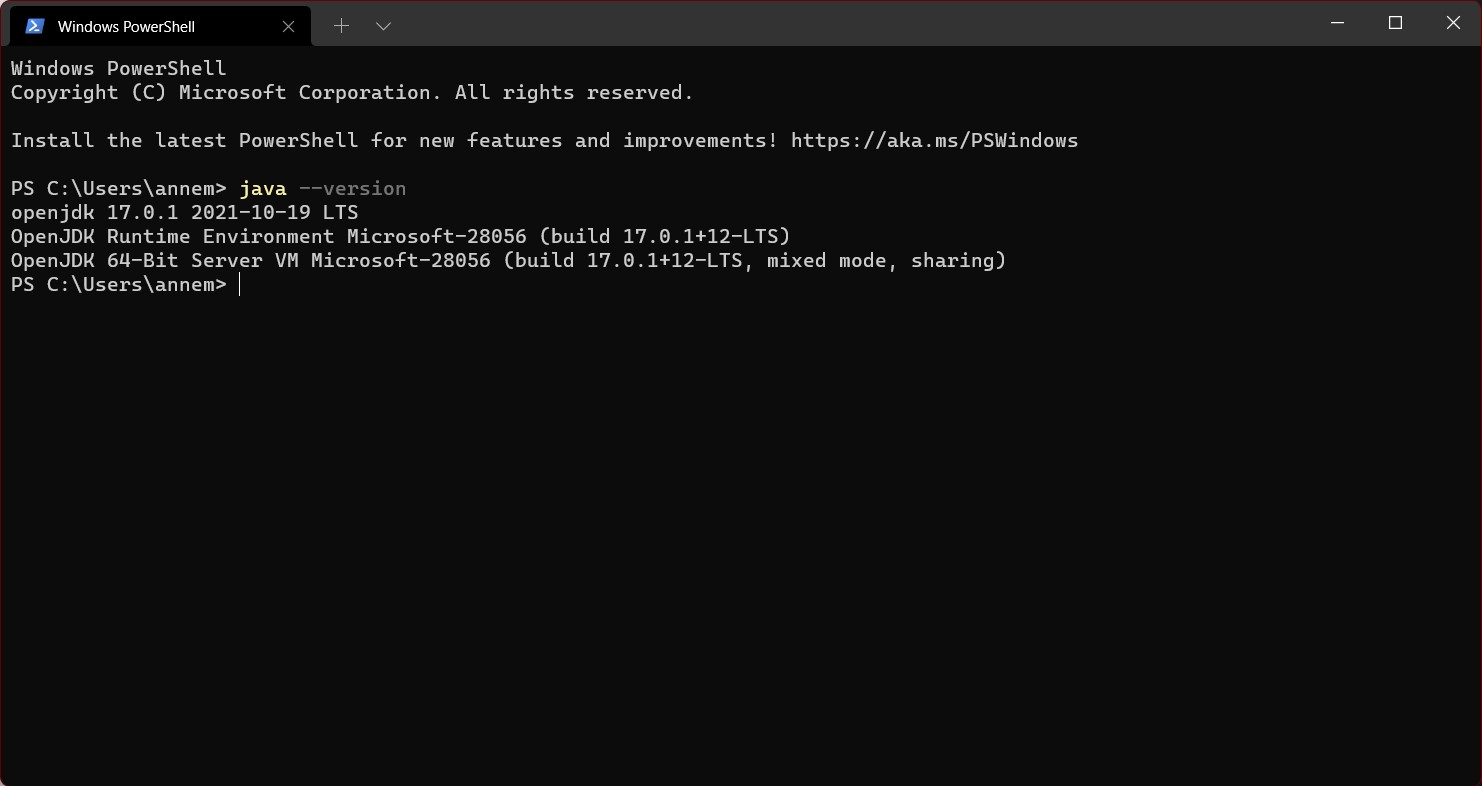 Windows PowerShell
Windows PowerShell
Copyright (C) Microsoft Corporation. All rights reserved.
Install the latest PowerShell for new features and improvements! https://aka.ms/PSWindows
PS C:\Users\annem> java --version
openjdk 17.0.1 2021-10-19 LTS
OpenJDK Runtime Environment Microsoft-28056 (build 17.0.1+12-LTS)
OpenJDK 64-Bit Server VM Microsoft-28056 (build 17.0.1+12-LTS, mixed mode, sharing)
PS C:\Users\annem>